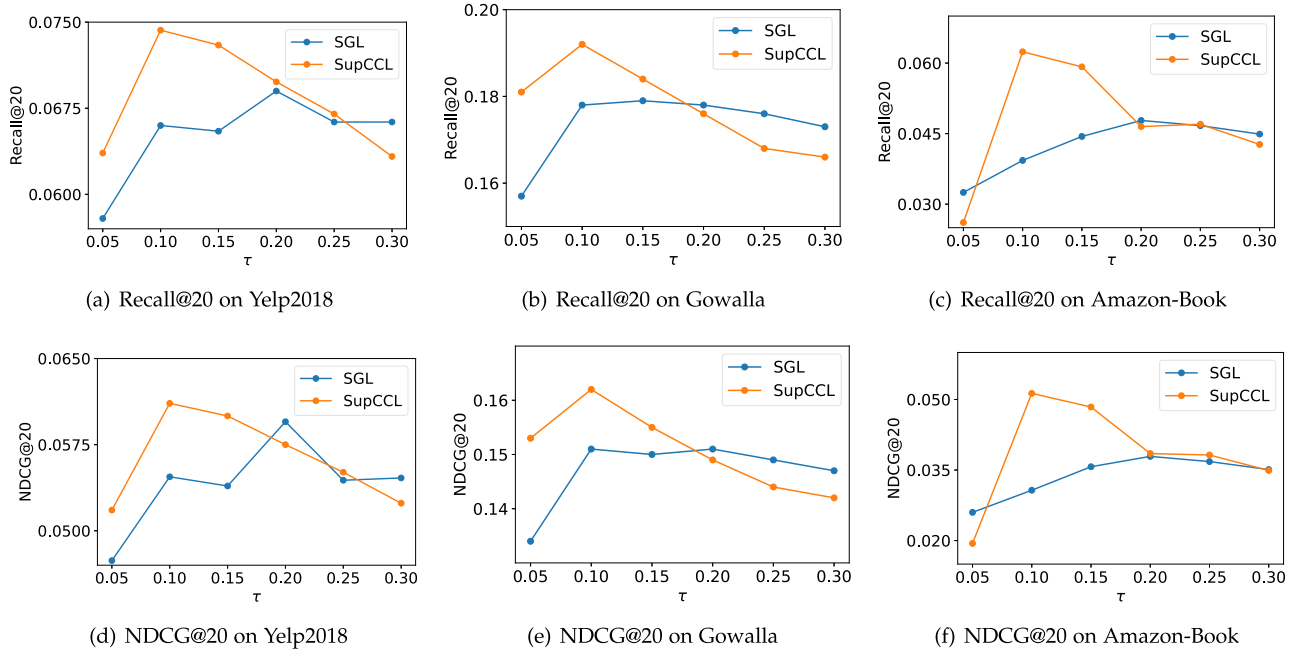 0.0750
0.0675
0.0600
Recall@20
SGL
SupCCL
0.05 0.10 0.15 0.20 0.25 0.30
τ
(a) Recall@20 on Yelp2018
0.20
0.18
0.16
Recall@20
SGL
SupCCL
0.05 0.10 0.15 0.20 0.25 0.30
τ
(b) Recall@20 on Gowalla
0.060
0.045
0.030
Recall@20
SGL
SupCCL
0.05 0.10 0.15 0.20 0.25 0.30
τ
(c) Recall@20 on Amazon-Book
0.0650
0.0575
0.0500
NDCG@20
SGL
SupCCL
0.05 0.10 0.15 0.20 0.25 0.30
τ
(d) NDCG@20 on Yelp2018
0.16
0.15
0.14
NDCG@20
SGL
SupCCL
0.05 0.10 0.15 0.20 0.25 0.30
τ
(e) NDCG@20 on Gowalla
0.050
0.035
0.020
NDCG@20
SGL
SupCCL
0.05 0.10 0.15 0.20 0.25 0.30
τ
(f) NDCG@20 on Amazon-Book